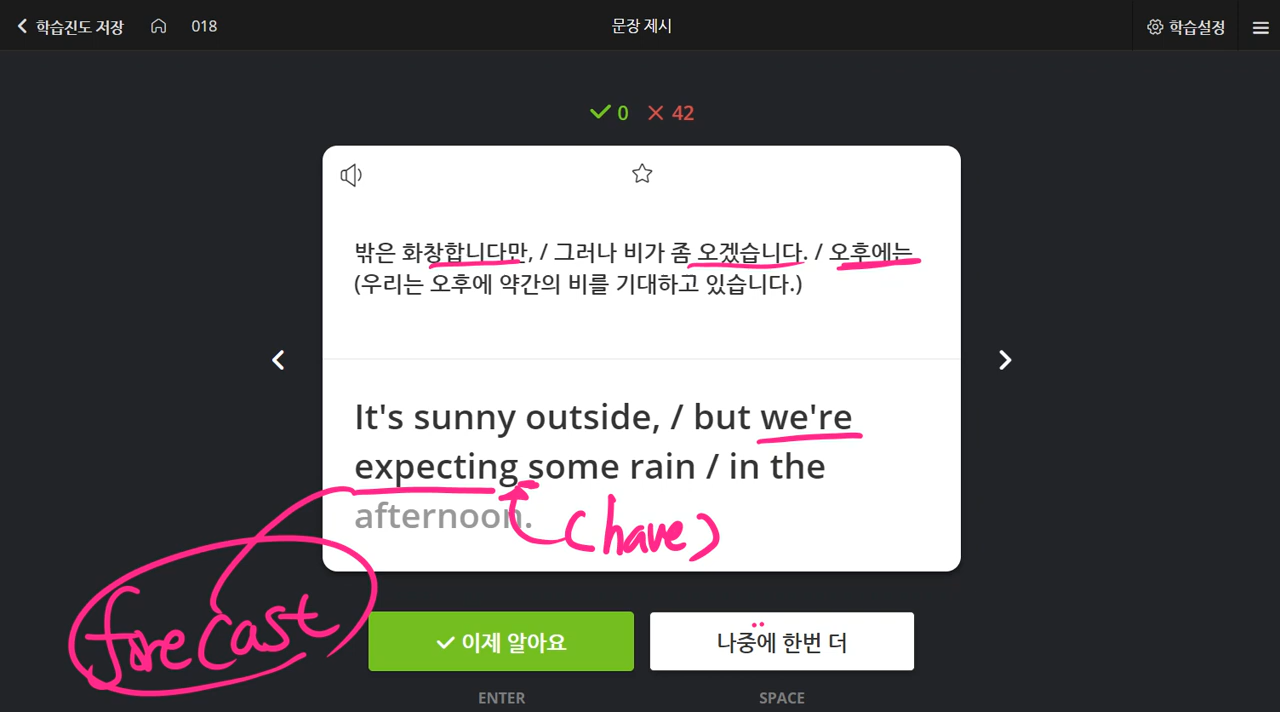 학습진도 저장 018 문장 제시 학습설정
0 42
밖은 화창합니다만, / 그러나 비가 좀 오겠습니다. / 오후에는
(우리는 오후에 약간의 비를 기대하고 있습니다.)
It's sunny outside, / but we're
expecting some rain / in the
afternoon.
(have)
forecast
이제 알아요 나중에 한번 더
ENTER SPACE